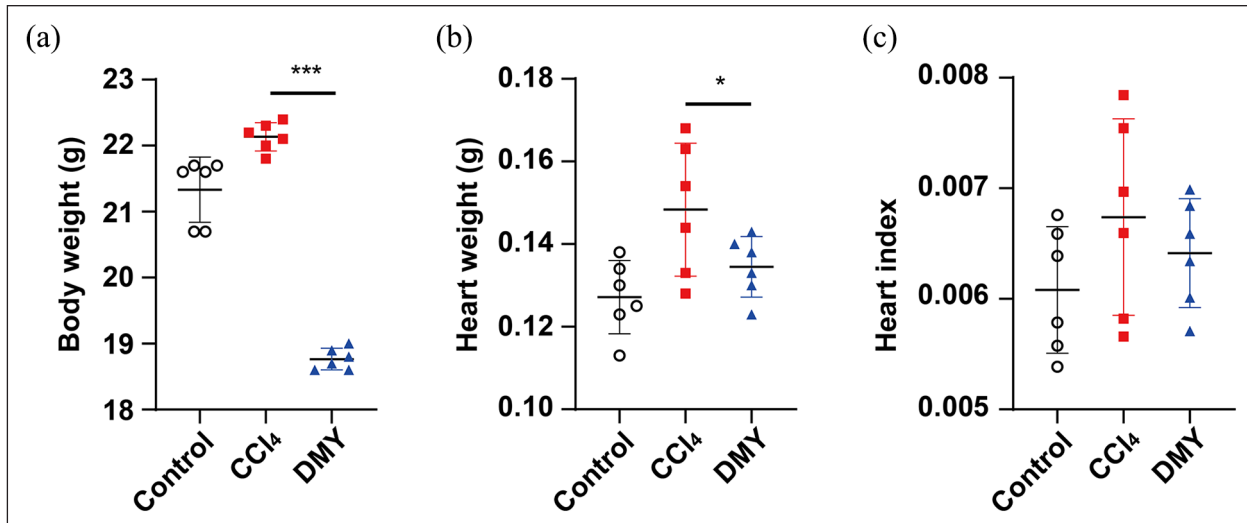 (a)
Body weight (g)
23
22
21
20
19
18
***
Control
CCl₄
DMY
(b)
Heart weight (g)
0.18
0.16
0.14
0.12
0.10
*
Control
CCl₄
DMY
(c)
Heart index
0.008
0.007
0.006
0.005
Control
CCl₄
DMY